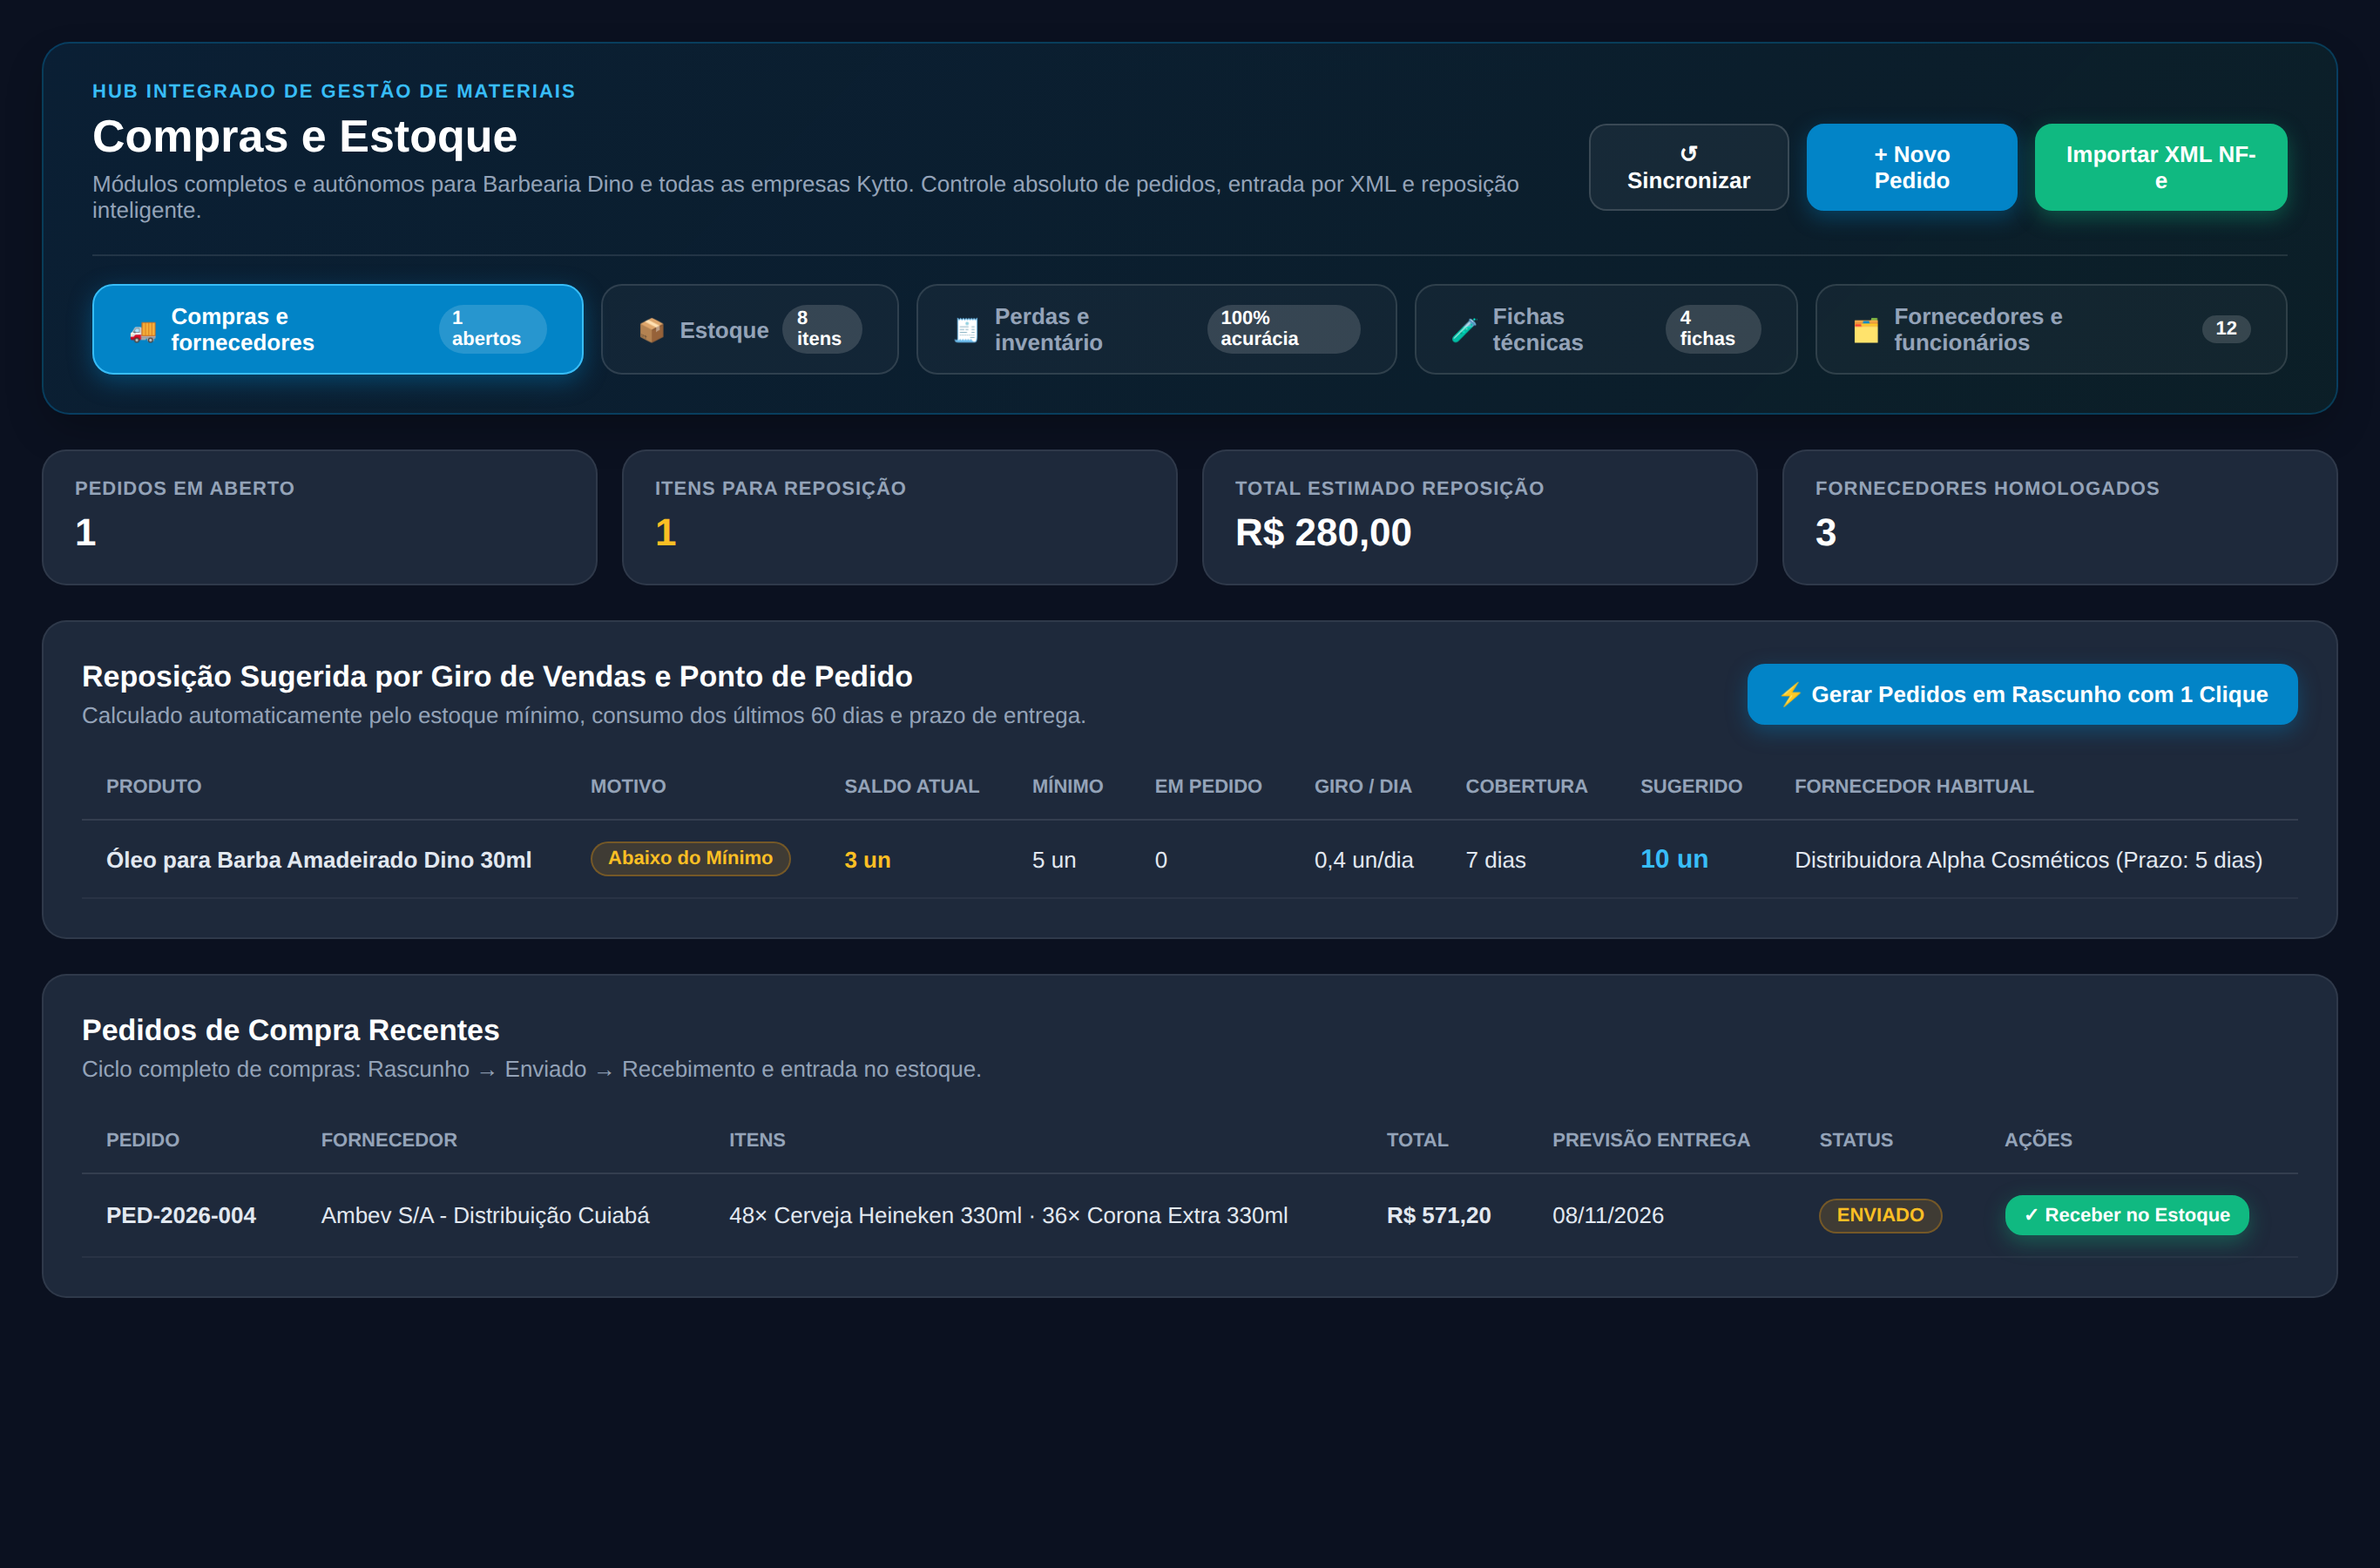 HUB INTEGRADO DE GESTÃO DE MATERIAIS
Compras e Estoque
Módulos completos e autônomos para Barbearia Dino e todas as empresas Kytto. Controle absoluto de pedidos, entrada por XML e reposição
inteligente.
↺
Sincronizar
+ Novo
Pedido
Importar XML NF-
e
Compras e
fornecedores
1
abertos
Estoque
8
itens
Perdas e
inventário
100%
acurácia
Fichas
técnicas
4
fichas
Fornecedores e
funcionários
12
PEDIDOS EM ABERTO
1
ITENS PARA REPOSIÇÃO
1
TOTAL ESTIMADO REPOSIÇÃO
R$ 280,00
FORNECEDORES HOMOLOGADOS
3
Reposição Sugerida por Giro de Vendas e Ponto de Pedido
Calculado automaticamente pelo estoque mínimo, consumo dos últimos 60 dias e prazo de entrega.
⚡ Gerar Pedidos em Rascunho com 1 Clique
PRODUTO MOTIVO SALDO ATUAL MÍNIMO EM PEDIDO GIRO / DIA COBERTURA SUGERIDO FORNECEDOR HABITUAL
Óleo para Barba Amadeirado Dino 30ml Abaixo do Mínimo 3 un 5 un 0 0,4 un/dia 7 dias 10 un Distribuidora Alpha Cosméticos (Prazo: 5 dias)
Pedidos de Compra Recentes
Ciclo completo de compras: Rascunho → Enviado → Recebimento e entrada no estoque.
PEDIDO FORNECEDOR ITENS TOTAL PREVISÃO ENTREGA STATUS AÇÕES
PED-2026-004 Ambev S/A - Distribuição Cuiabá 48× Cerveja Heineken 330ml · 36× Corona Extra 330ml R$ 571,20 08/11/2026 ENVIADO ✓ Receber no Estoque